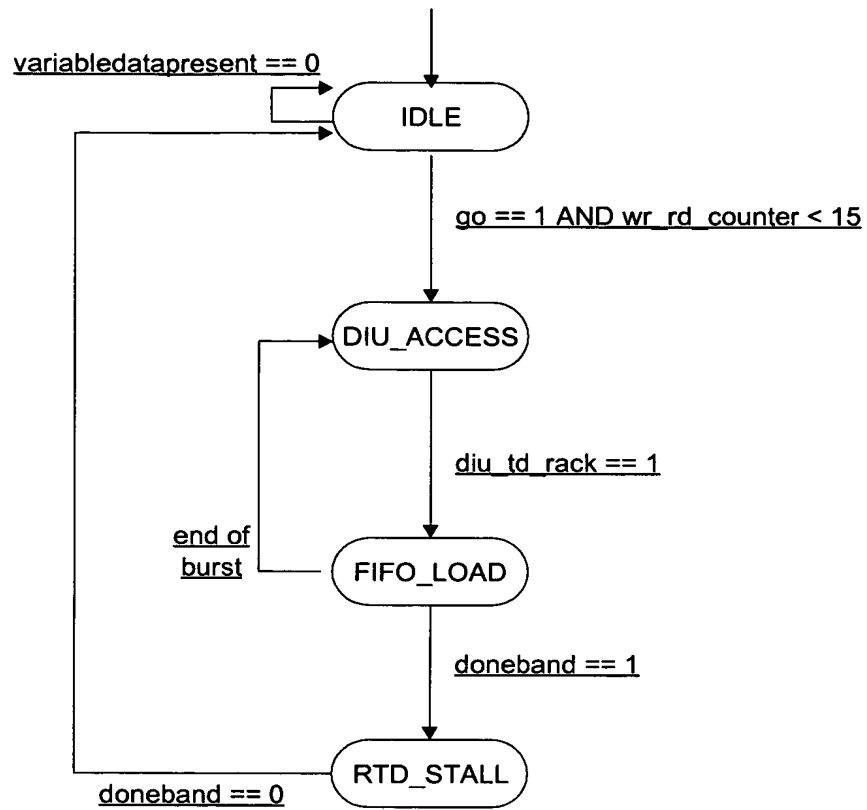 variabledatapresent == 0
IDLE
go == 1 AND wr_rd_counter < 15
DIU_ACCESS
diu_td_rack == 1
end of
burst
FIFO_LOAD
doneband == 1
RTD_STALL
doneband == 0